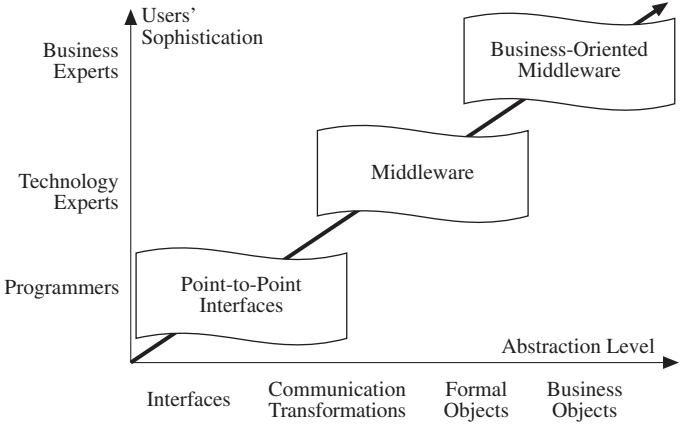 Users'
Sophistication
Business
Experts
Business-Oriented
Middleware
Technology
Experts
Middleware
Programmers
Point-to-Point
Interfaces
Abstraction Level
Interfaces
Communication
Transformations
Formal
Objects
Business
Objects